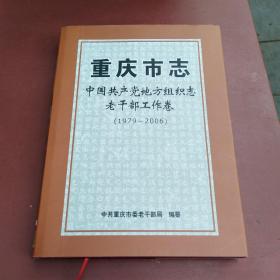 重庆市志
中国共产党地方组织志
老干部工作卷
(1979～2006)
中共重庆市委老干部局 编纂